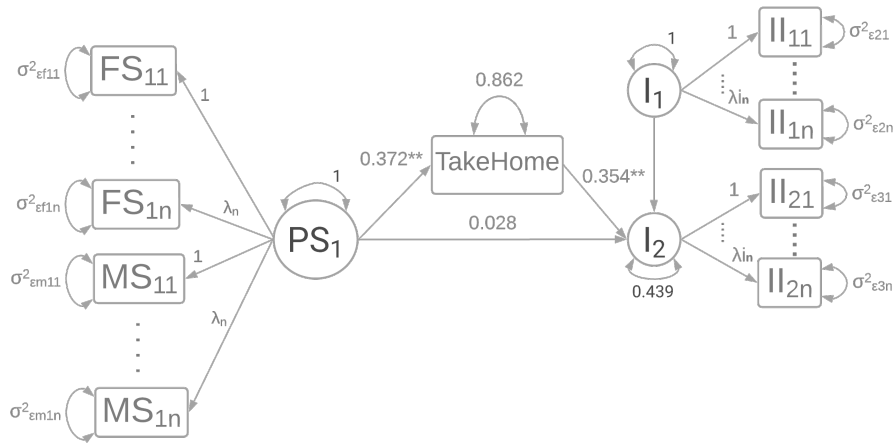 σ²εf11
FS11
1
σ²εf1n
FS1n
λn
σ²εm11
MS11
1
λn
σ²εm1n
MS1n
1
PS1
0.372**
0.862
TakeHome
0.354**
0.028
1
I1
1
II11
σ²ε21
λin
II1n
σ²ε2n
I2
0.439
1
II21
σ²ε31
λin
II2n
σ²ε3n